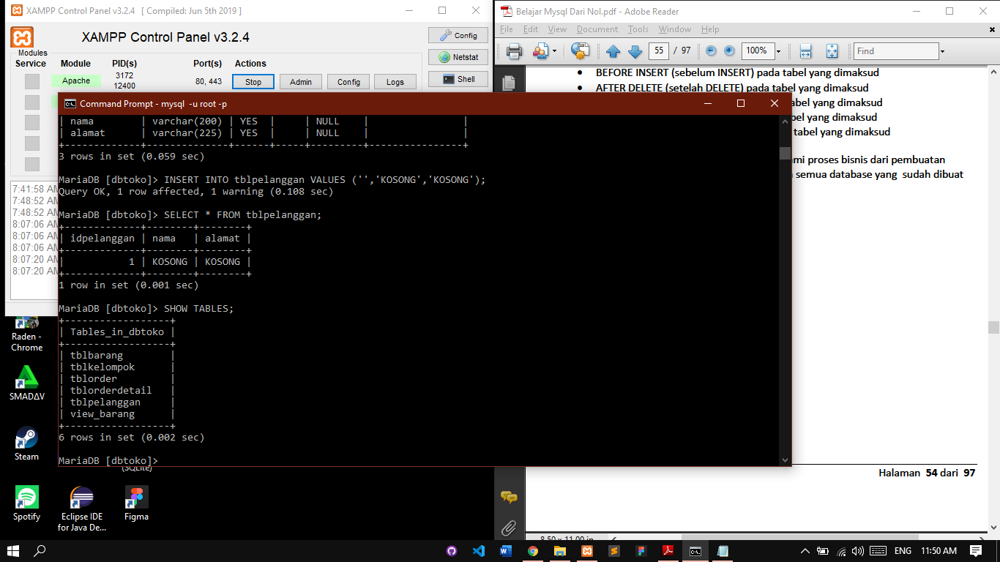 XAMPP Control Panel v3.2.4 [ Compiled: Jun 5th 2019 ]
XAMPP Control Panel v3.2.4
Config
Netstat
Shell
Modules
Service Module PID(s) Port(s) Actions
Apache 3172 12400 80, 443 Stop Admin Config Logs
7:41:58 AM
7:48:52 AM
7:48:52 AM
8:07:06 AM
8:07:06 AM
8:07:06 AM
8:07:20 AM
8:07:20 AM
Belajar Mysql Dari Nol.pdf - Adobe Reader
File Edit View Document Tools Window Help
55 / 97 100% Find
• BEFORE INSERT (sebelum INSERT) pada tabel yang dimaksud
• AFTER DELETE (setelah DELETE) pada tabel yang dimaksud
abel yang dimaksud
bel yang dimaksud
tabel yang dimaksud
mi proses bisnis dari pembuatan
semua database yang sudah dibuat
Halaman 54 dari 97
8.50 x 11.00 in
Command Prompt - mysql -u root -p
| nama | varchar(200) | YES | | NULL | |
| alamat | varchar(225) | YES | | NULL | |
+-------------+--------------+------+-----+---------+----------------+
3 rows in set (0.059 sec)
MariaDB [dbtoko]> INSERT INTO tblpelanggan VALUES ('','KOSONG','KOSONG');
Query OK, 1 row affected, 1 warning (0.108 sec)
MariaDB [dbtoko]> SELECT * FROM tblpelanggan;
+-------------+--------+--------+
| idpelanggan | nama | alamat |
+-------------+--------+--------+
| 1 | KOSONG | KOSONG |
+-------------+--------+--------+
1 row in set (0.001 sec)
MariaDB [dbtoko]> SHOW TABLES;
+------------------+
| Tables_in_dbtoko |
+------------------+
| tblbarang |
| tblkelompok |
| tblorder |
| tblorderdetail |
| tblpelanggan |
| view_barang |
+------------------+
6 rows in set (0.002 sec)
MariaDB [dbtoko]>
Raden -
Chrome
SMADΔV
Steam
(SQLite)
Spotify
Eclipse IDE
for Java De...
Figma
ENG 11:50 AM